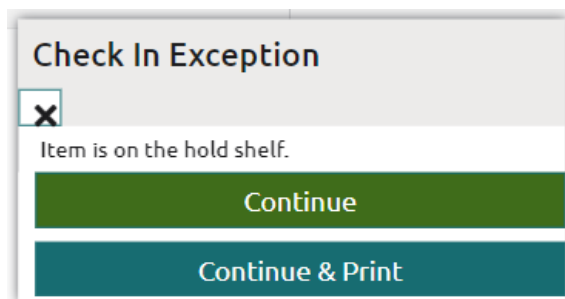 Check In Exception
×
Item is on the hold shelf.
Continue
Continue & Print